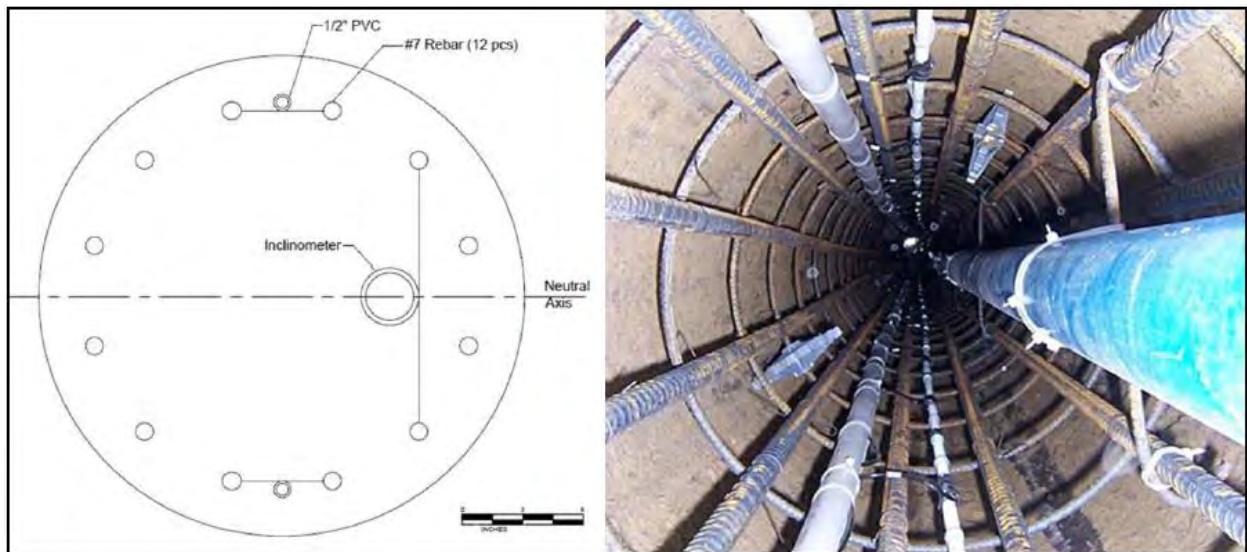 1/2" PVC
#7 Rebar (12 pcs)
Inclinometer
Neutral
Axis
INCHES